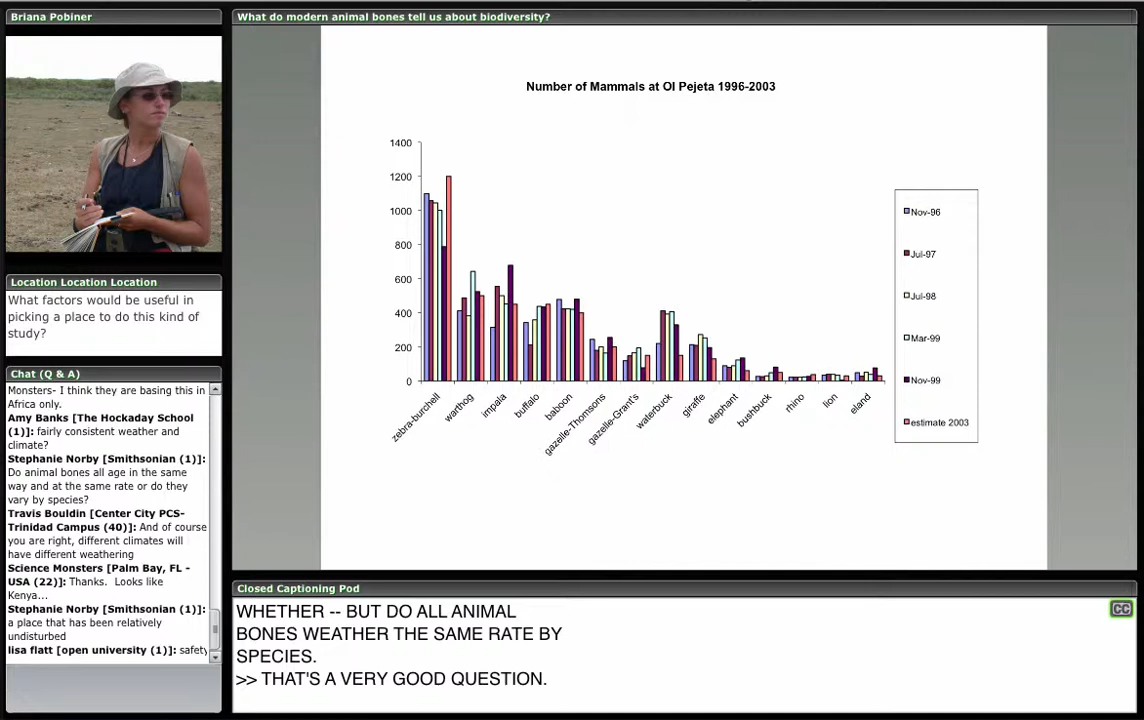 Briana Pobiner
What do modern animal bones tell us about biodiversity?
Number of Mammals at Ol Pejeta 1996-2003
1400
1200
1000
800
600
400
200
0
zebra-burchell
warthog
impala
buffalo
baboon
gazelle-Thomsons
gazelle-Grant's
waterbuck
giraffe
elephant
bushbuck
rhino
lion
eland
Nov-96
Jul-97
Jul-98
Mar-99
Nov-99
estimate 2003
Location Location Location
What factors would be useful in
picking a place to do this kind of
study?
Chat (Q & A)
Monsters- I think they are basing this in
Africa only.
Amy Banks [The Hockaday School
(1)]: fairly consistent weather and
climate?
Stephanie Norby [Smithsonian (1)]:
Do animal bones all age in the same
way and at the same rate or do they
vary by species?
Travis Bouldin [Center City PCS-
Trinidad Campus (40)]: And of course
you are right, different climates will
have different weathering
Science Monsters [Palm Bay, FL -
USA (22)]: Thanks. Looks like
Kenya...
Stephanie Norby [Smithsonian (1)]:
a place that has been relatively
undisturbed
lisa flatt [open university (1)]: safety
Closed Captioning Pod
WHETHER -- BUT DO ALL ANIMAL
BONES WEATHER THE SAME RATE BY
SPECIES.
>> THAT'S A VERY GOOD QUESTION.
CC